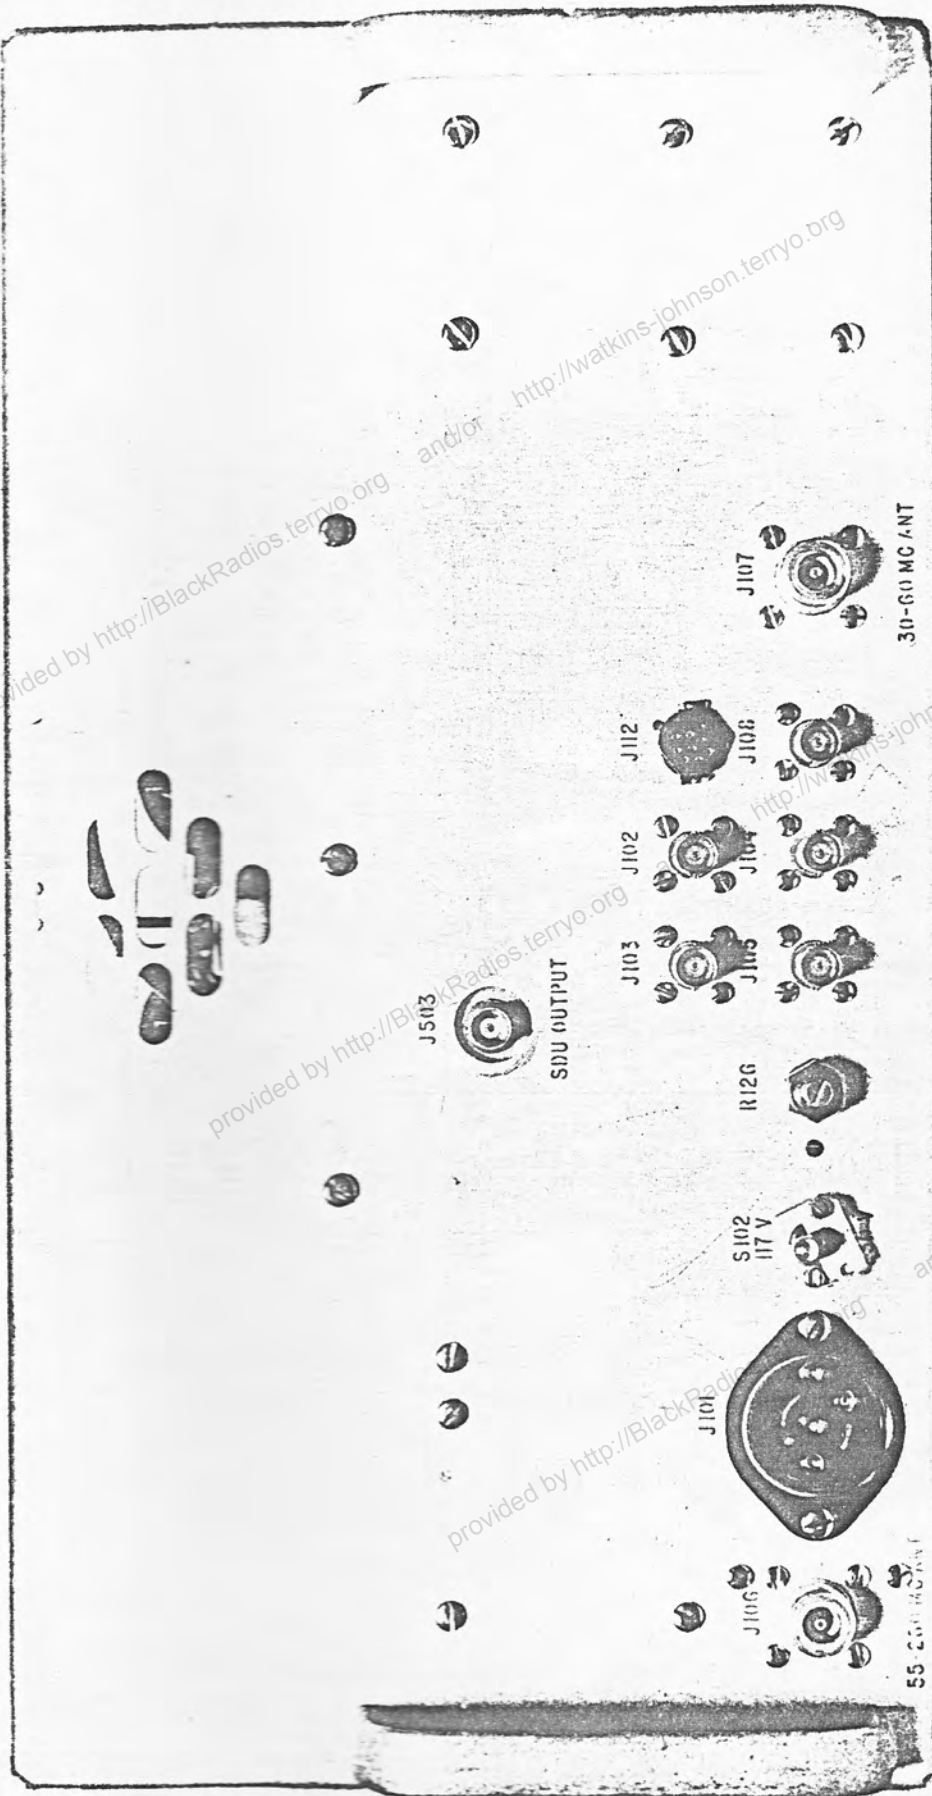 J107
30-60 MC ANT
J112
J108
J102
J104
J103
J105
J503
SDU OUTPUT
R126
S102
117 V
J101
J106
provided by http://BlackRadios.terryo.org and/or http://watkins-johnson.terryo.org
provided by http://BlackRadios.terryo.org
provided by http://BlackRadios